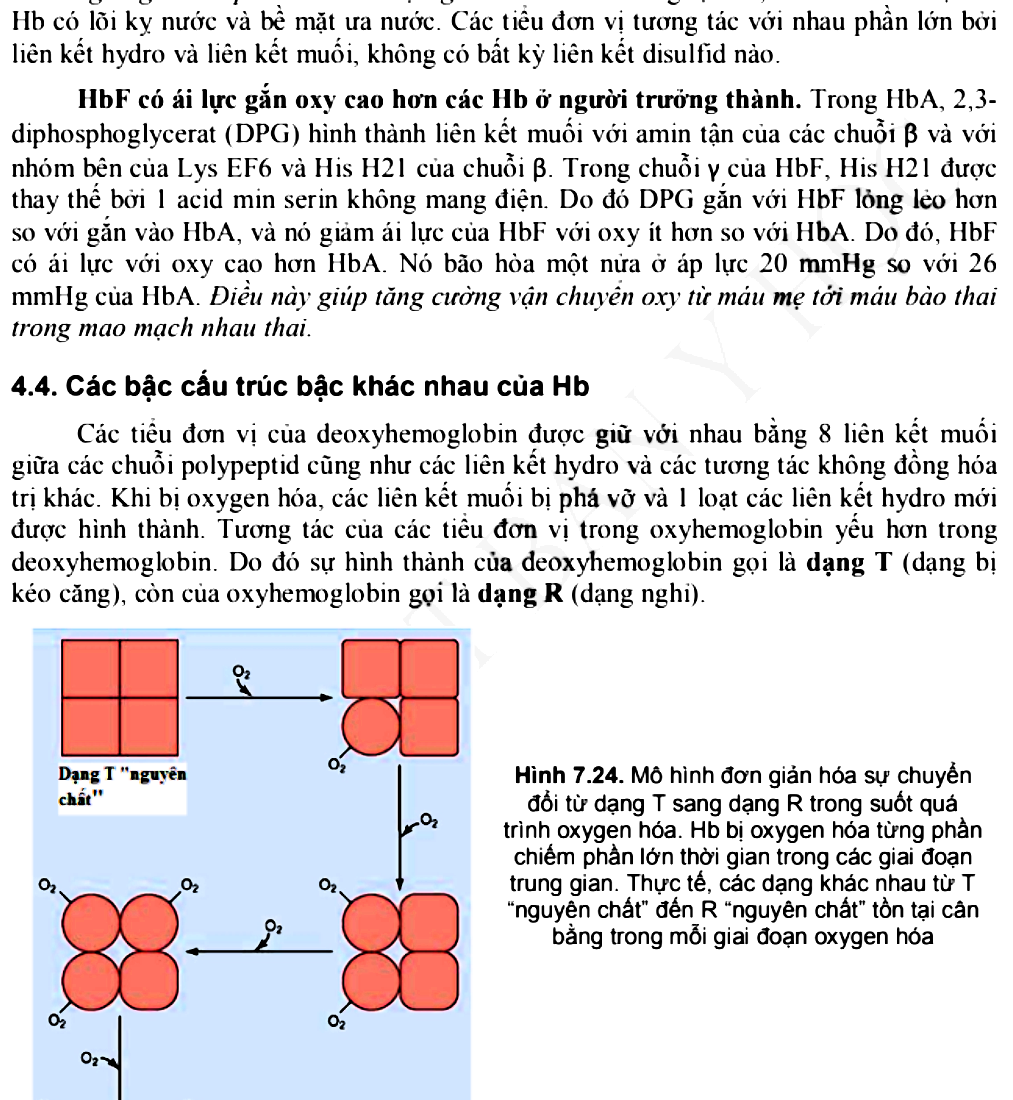 Hb có lõi kỵ nước và bề mặt ưa nước. Các tiểu đơn vị tương tác với nhau phần lớn bởi
liên kết hydro và liên kết muối, không có bất kỳ liên kết disulfid nào.
HbF có ái lực gắn oxy cao hơn các Hb ở người trưởng thành. Trong HbA, 2,3-
diphosphoglycerat (DPG) hình thành liên kết muối với amin tận của các chuỗi β và với
nhóm bên của Lys EF6 và His H21 của chuỗi β. Trong chuỗi γ của HbF, His H21 được
thay thế bởi 1 acid min serin không mang điện. Do đó DPG gắn với HbF lỏng lẻo hơn
so với gắn vào HbA, và nó giảm ái lực của HbF với oxy ít hơn so với HbA. Do đó, HbF
có ái lực với oxy cao hơn HbA. Nó bão hòa một nửa ở áp lực 20 mmHg so với 26
mmHg của HbA. Điều này giúp tăng cường vận chuyển oxy từ máu mẹ tới máu bào thai
trong mao mạch nhau thai.
4.4. Các bậc cấu trúc bậc khác nhau của Hb
Các tiểu đơn vị của deoxyhemoglobin được giữ với nhau bằng 8 liên kết muối
giữa các chuỗi polypeptid cũng như các liên kết hydro và các tương tác không đồng hóa
trị khác. Khi bị oxygen hóa, các liên kết muối bị phá vỡ và 1 loạt các liên kết hydro mới
được hình thành. Tương tác của các tiểu đơn vị trong oxyhemoglobin yếu hơn trong
deoxyhemoglobin. Do đó sự hình thành của deoxyhemoglobin gọi là dạng T (dạng bị
kéo căng), còn của oxyhemoglobin gọi là dạng R (dạng nghỉ).
O₂
O₂
Dạng T "nguyên
chất"
O₂
O₂
O₂
O₂
O₂
O₂
O₂
O₂
Hình 7.24. Mô hình đơn giản hóa sự chuyển
đổi từ dạng T sang dạng R trong suốt quá
trình oxygen hóa. Hb bị oxygen hóa từng phần
chiếm phần lớn thời gian trong các giai đoạn
trung gian. Thực tế, các dạng khác nhau từ T
“nguyên chất” đến R “nguyên chất” tồn tại cân
bằng trong mỗi giai đoạn oxygen hóa